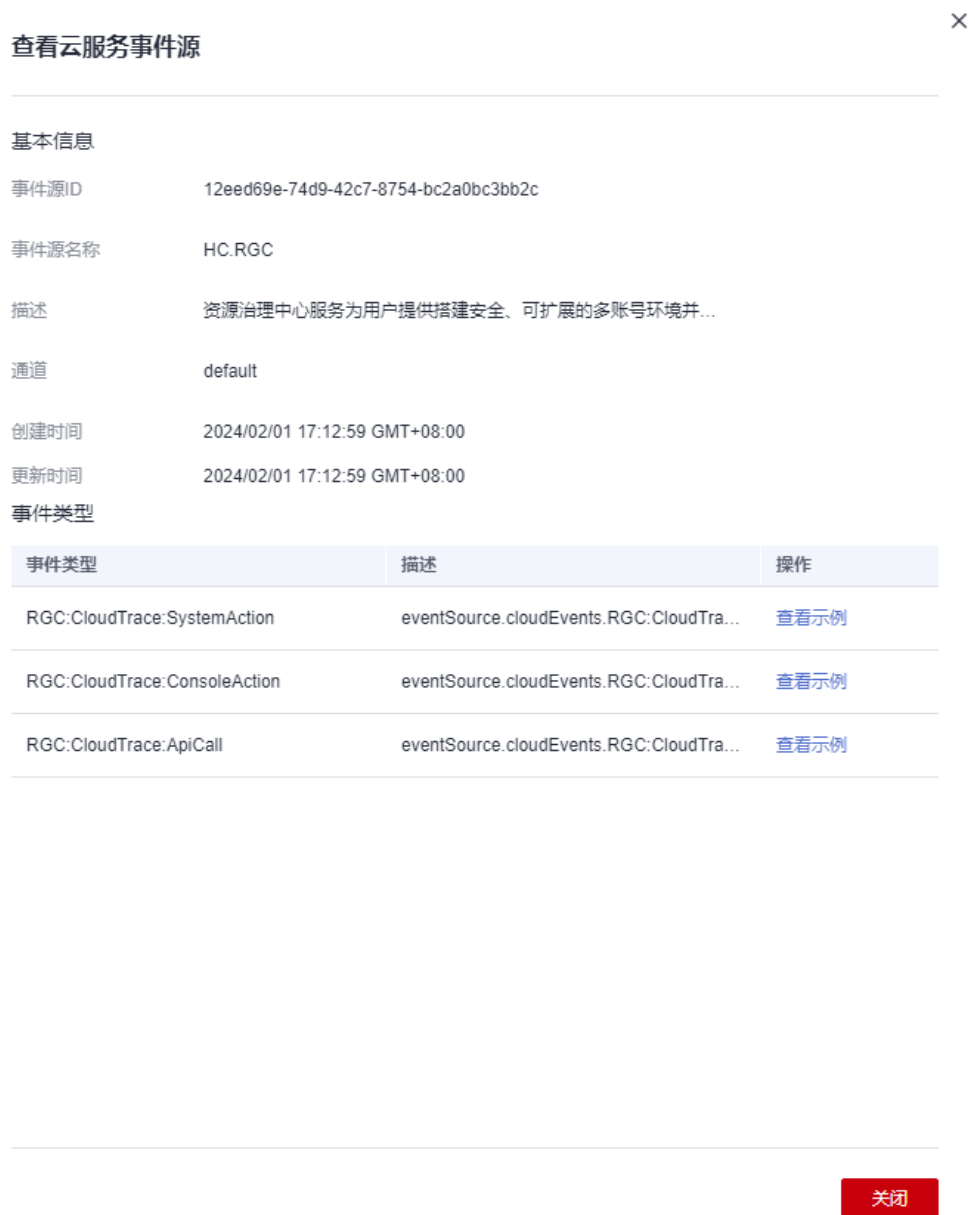 查看云服务事件源
基本信息
事件源ID 12eed69e-74d9-42c7-8754-bc2a0bc3bb2c
事件源名称 HC.RGC
描述 资源治理中心服务为用户提供搭建安全、可扩展的多账号环境并...
通道 default
创建时间 2024/02/01 17:12:59 GMT+08:00
更新时间 2024/02/01 17:12:59 GMT+08:00
事件类型
事件类型 描述 操作
RGC:CloudTrace:SystemAction eventSource.cloudEvents.RGC:CloudTra... 查看示例
RGC:CloudTrace:ConsoleAction eventSource.cloudEvents.RGC:CloudTra... 查看示例
RGC:CloudTrace:ApiCall eventSource.cloudEvents.RGC:CloudTra... 查看示例
关闭